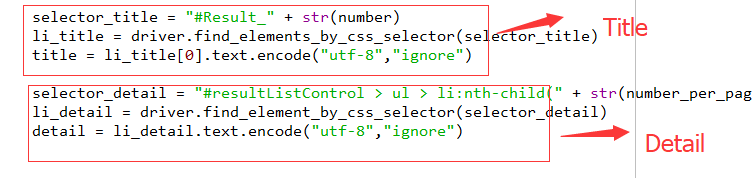 selector_title = "#Result_" + str(number)
li_title = driver.find_elements_by_css_selector(selector_title)
title = li_title[0].text.encode("utf-8","ignore")
Title
selector_detail = "#resultListControl > ul > li:nth-child(" + str(number_per_pag
li_detail = driver.find_element_by_css_selector(selector_detail)
detail = li_detail.text.encode("utf-8","ignore")
Detail